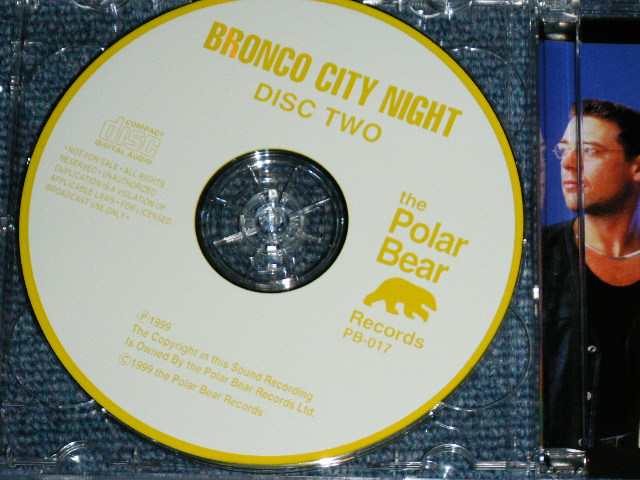 BRONCO CITY NIGHT
DISC TWO
COMPACT
disc
DIGITAL AUDIO
• NOT FOR SALE • ALL RIGHTS
RESERVED • UNAUTHORIZED
DUPLICATION IS A VIOLATION OF
APPLICABLE LAWS • FOR LICENSED
BROADCAST USE ONLY •
the
Polar
Bear
Records
PB-017
Ⓟ 1999
The Copyright in this Sound Recording
Is Owned By the Polar Bear Records Ltd.
© 1999 the Polar Bear Records